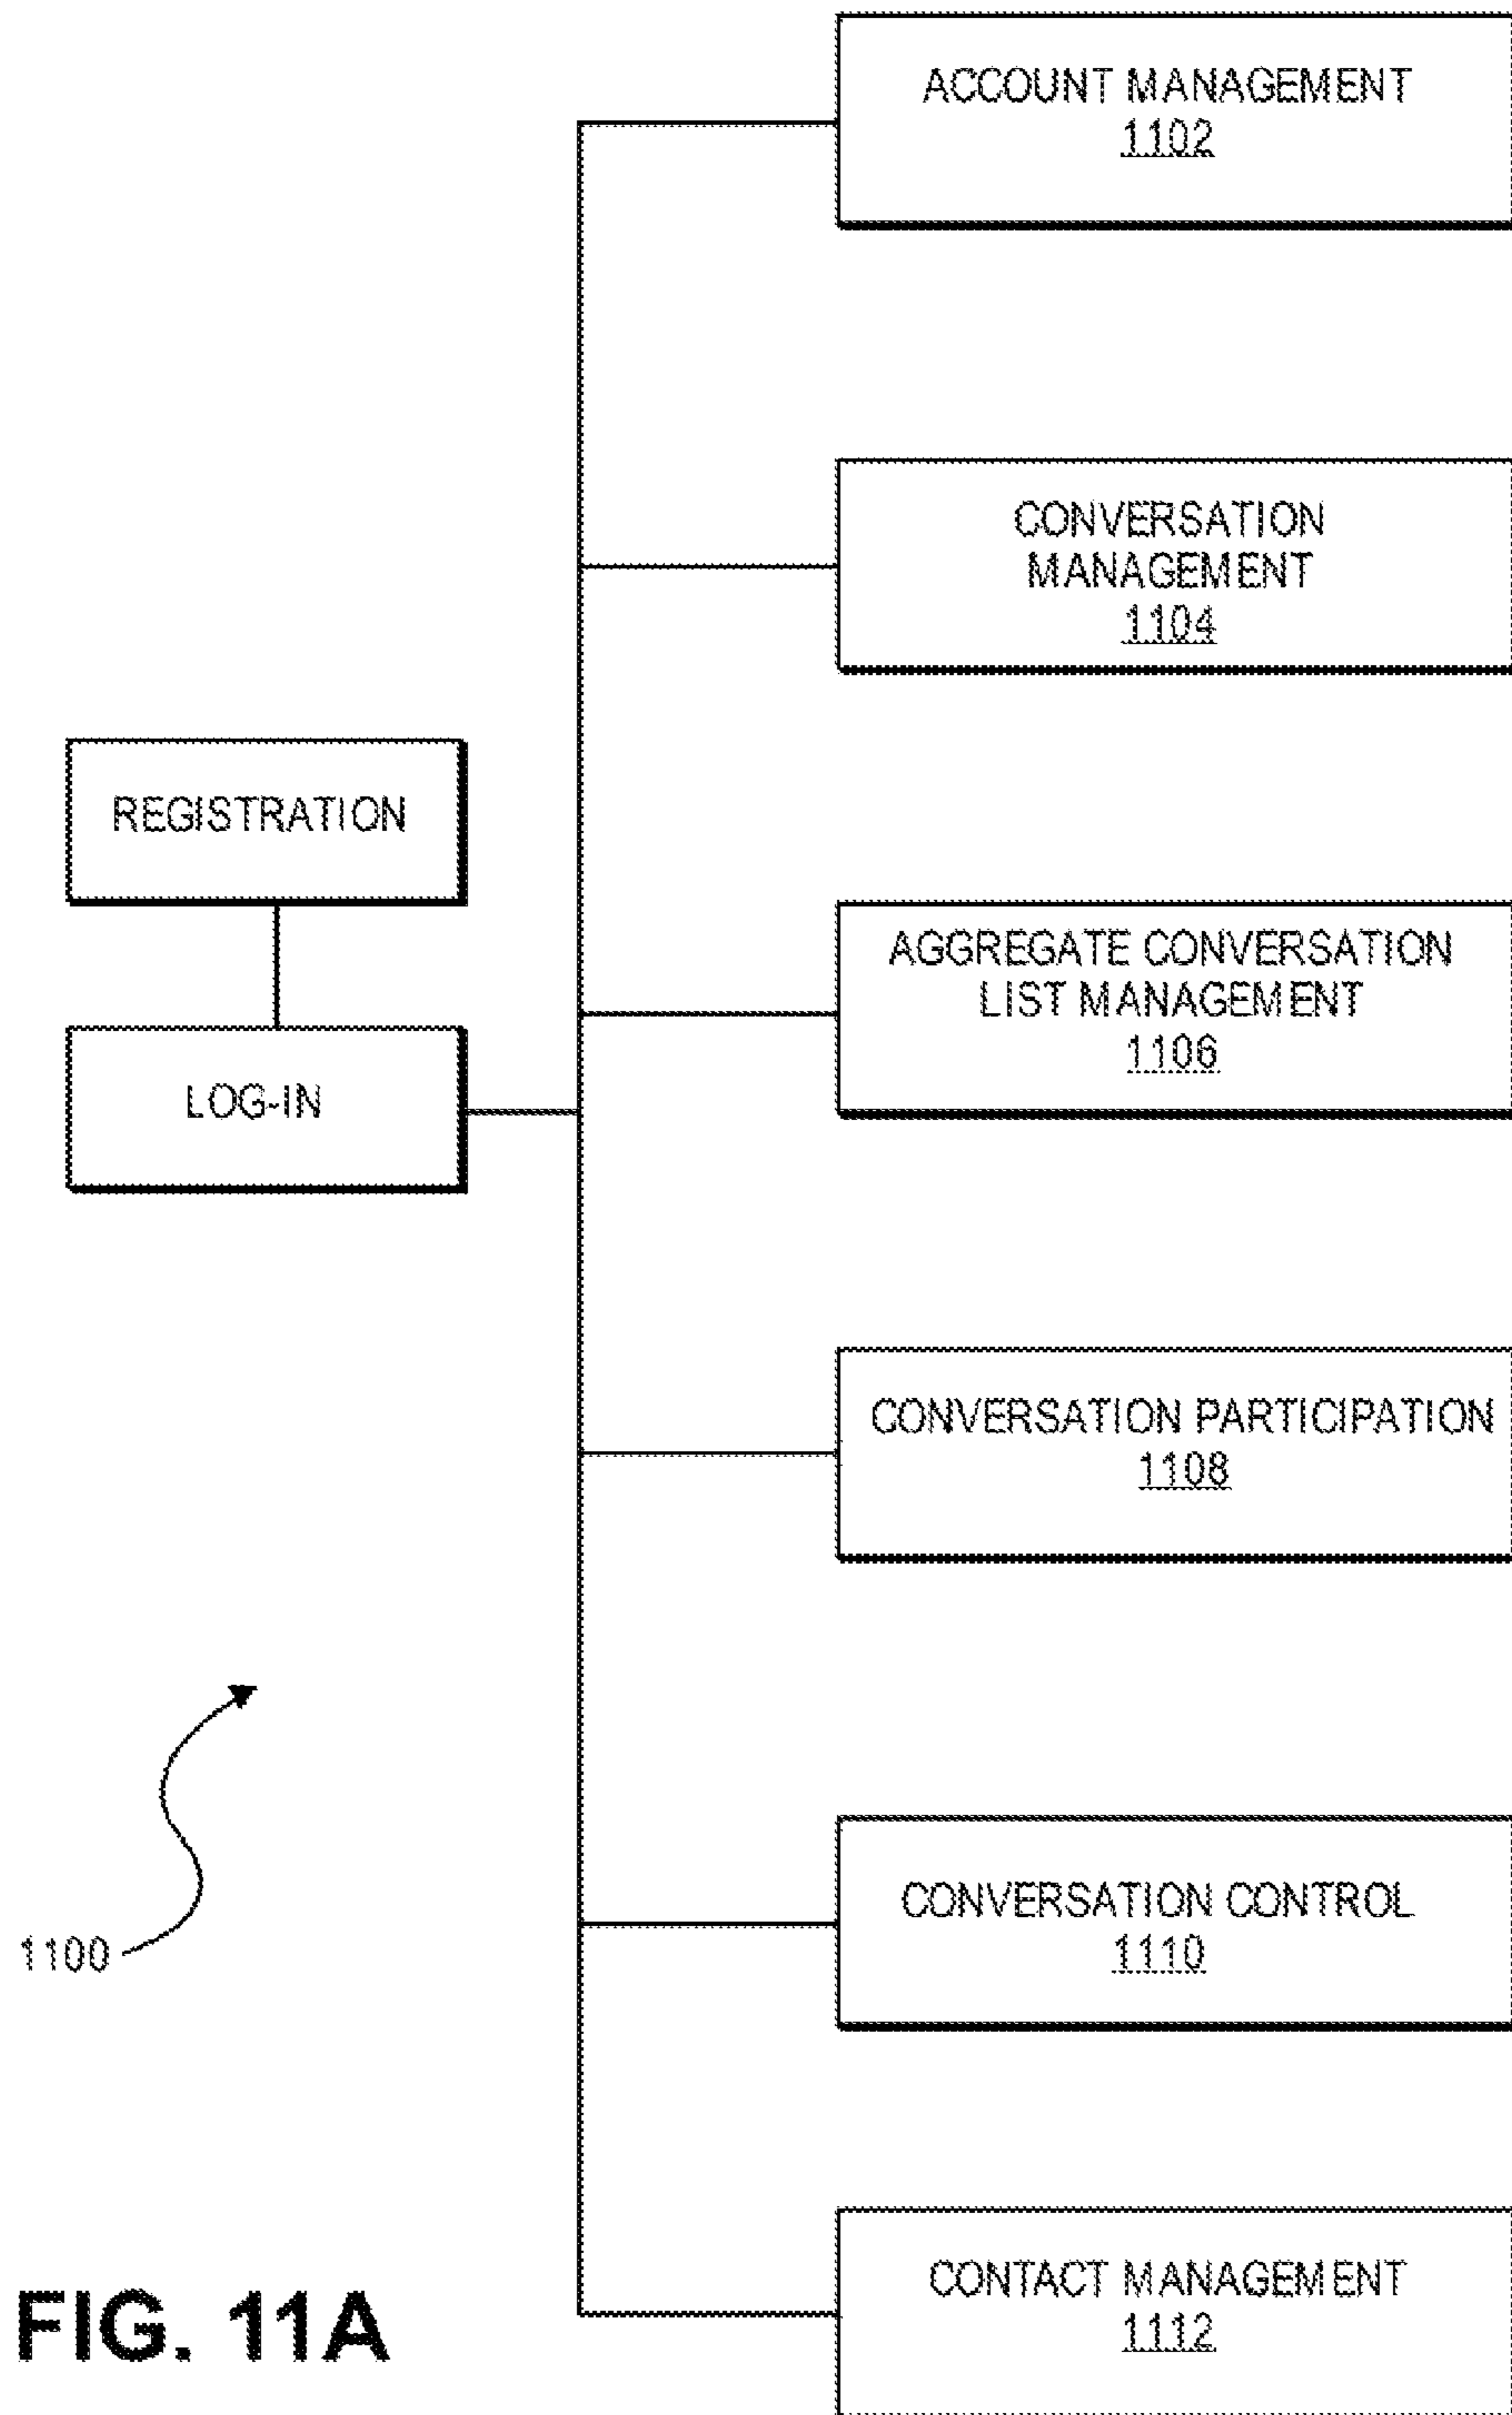 ACCOUNT MANAGEMENT
1102
CONVERSATION
MANAGEMENT
1104
REGISTRATION
AGGREGATE CONVERSATION
LIST MANAGEMENT
1106
LOG-IN
CONVERSATION PARTICIPATION
1108
CONVERSATION CONTROL
1110
1100
CONTACT MANAGEMENT
1112
FIG. 11A